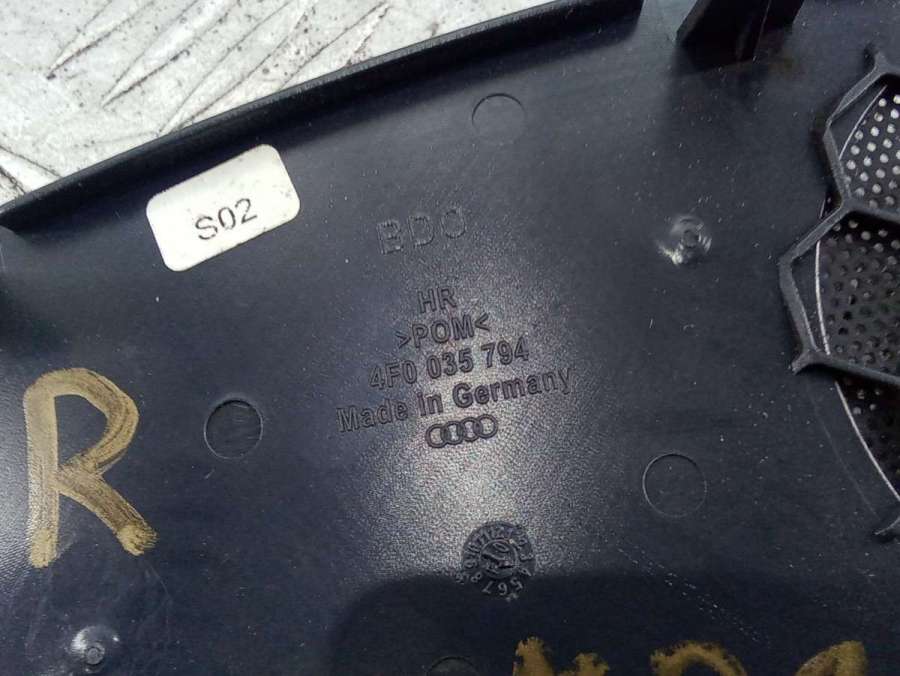 S02
BDO
HR
>POM<
4F0 035 794
Made in Germany
R